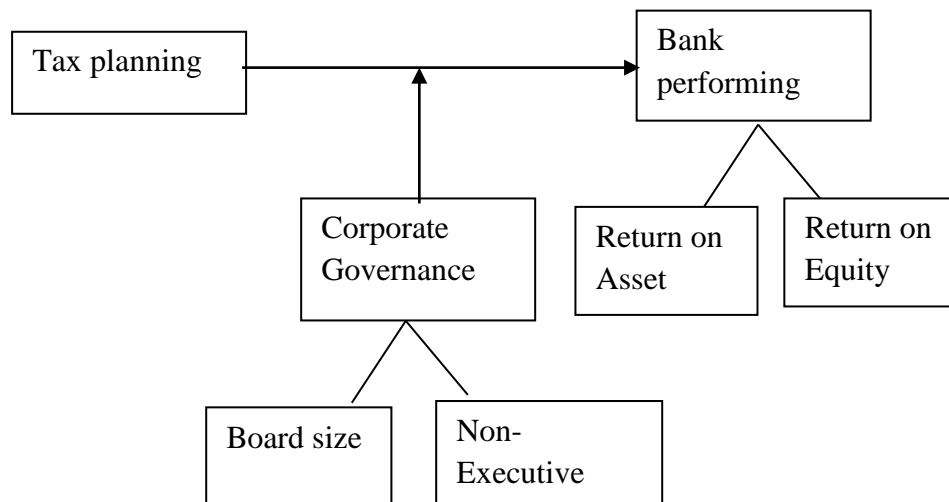 Tax planning
Bank
performing
Corporate
Governance
Return on
Asset
Return on
Equity
Board size
Non-
Executive